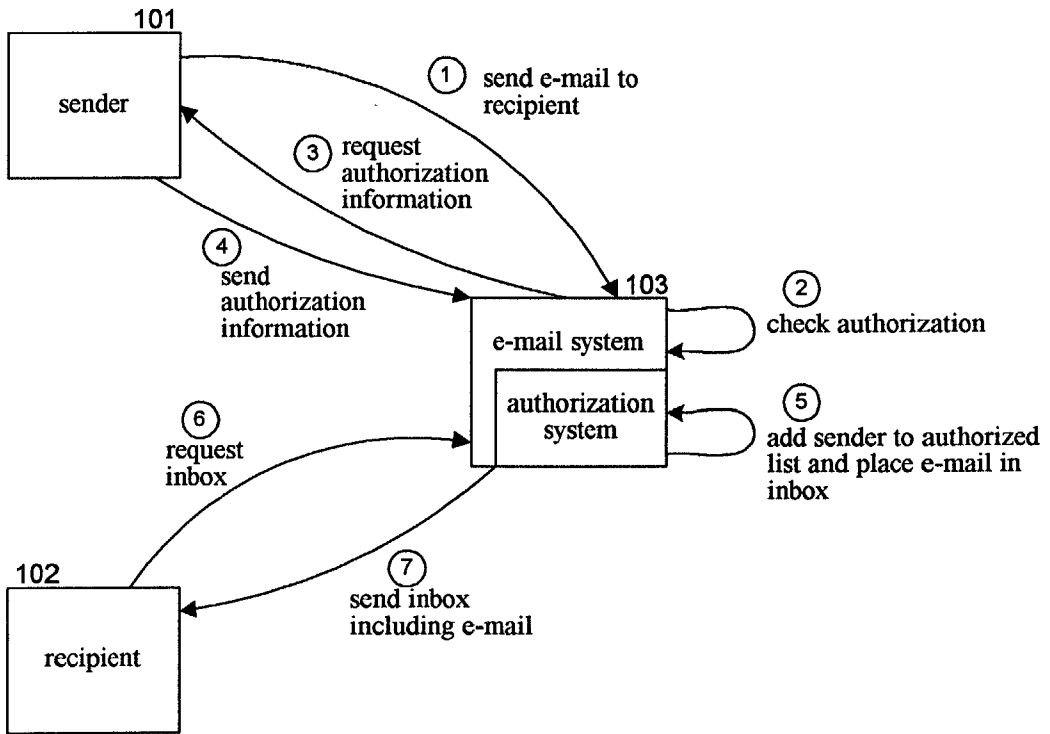 101
sender
1
send e-mail to
recipient
3
request
authorization
information
4
send
authorization
information
103
e-mail system
authorization
system
2
check authorization
5
add sender to authorized
list and place e-mail in
inbox
6
request
inbox
7
send inbox
including e-mail
102
recipient